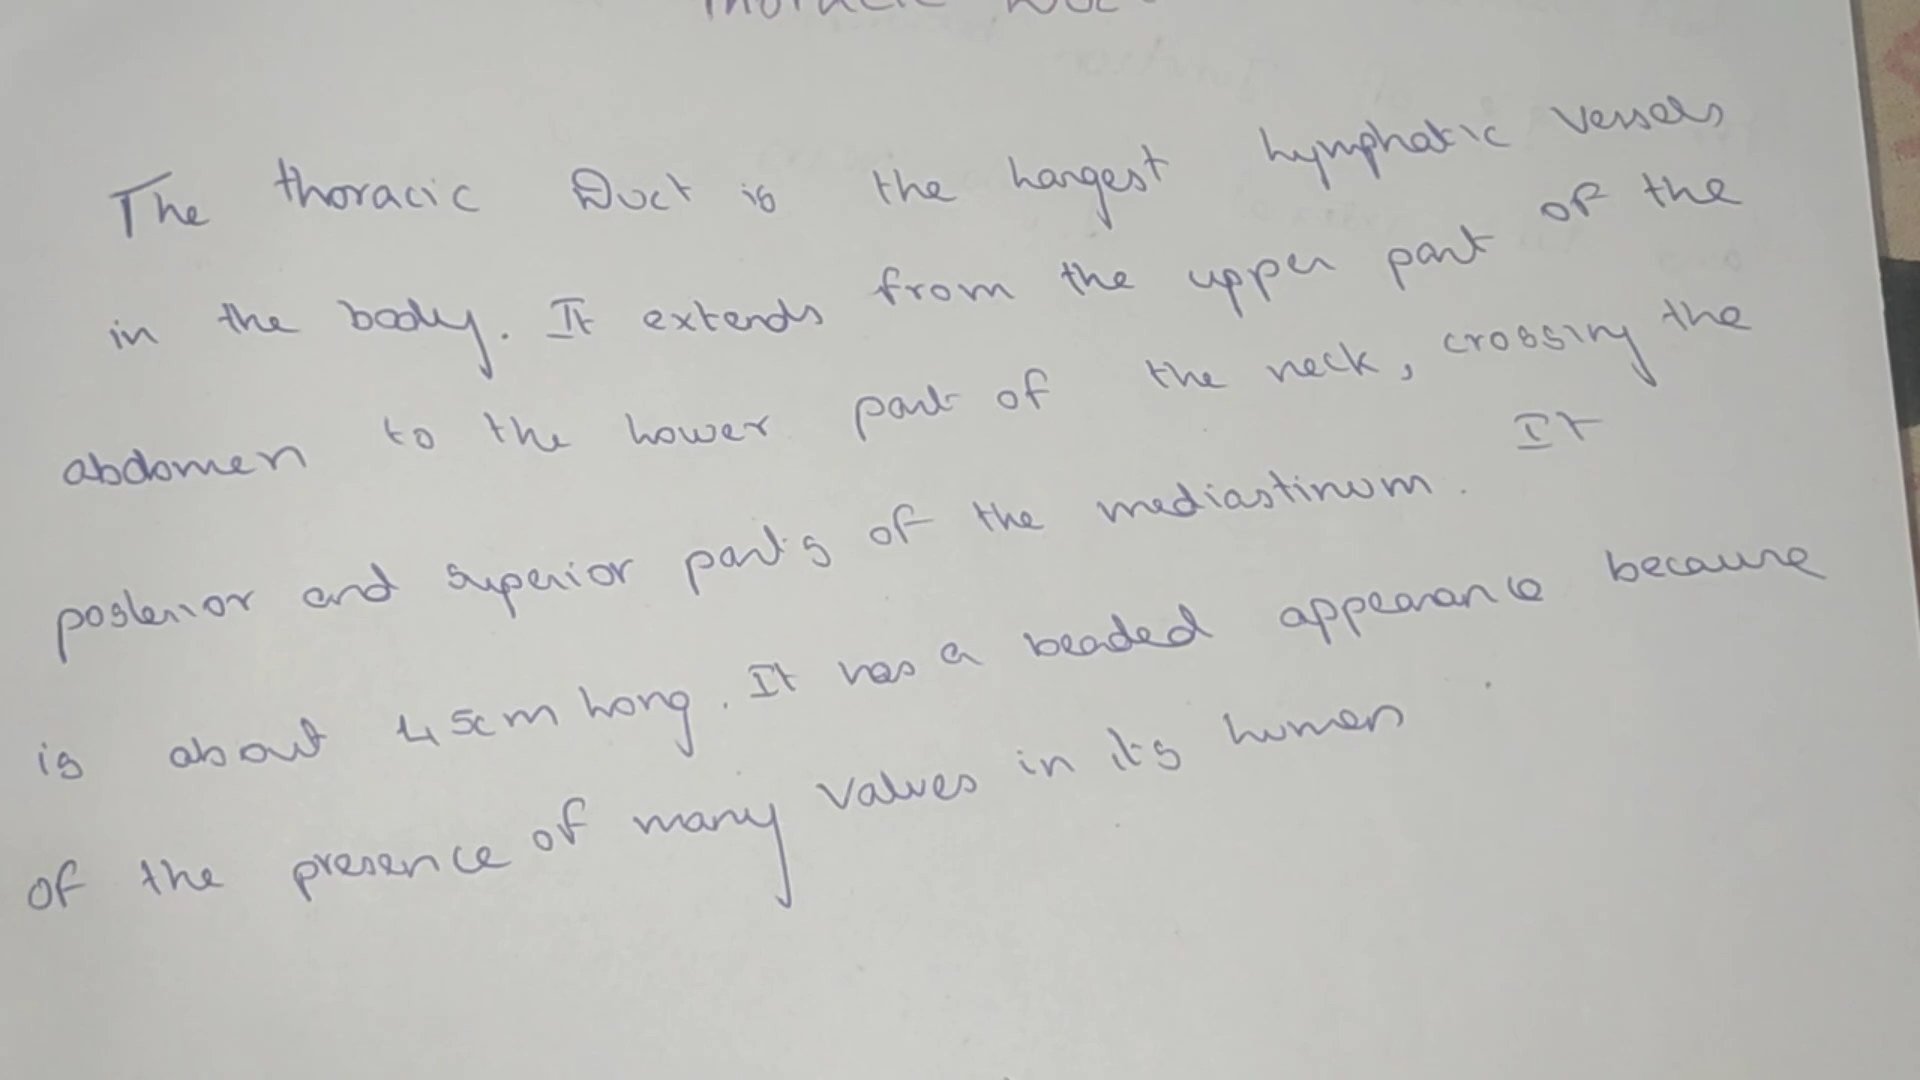 Thoracic Duct
The thoracic Duct is the largest lymphatic vessels
in the body. It extends from the upper part of the
abdomen to the lower part of the neck, crossing the
posterior and superior parts of the mediastinum. It
is about 45cm long. It has a beaded appearance because
of the presence of many valves in its lumen